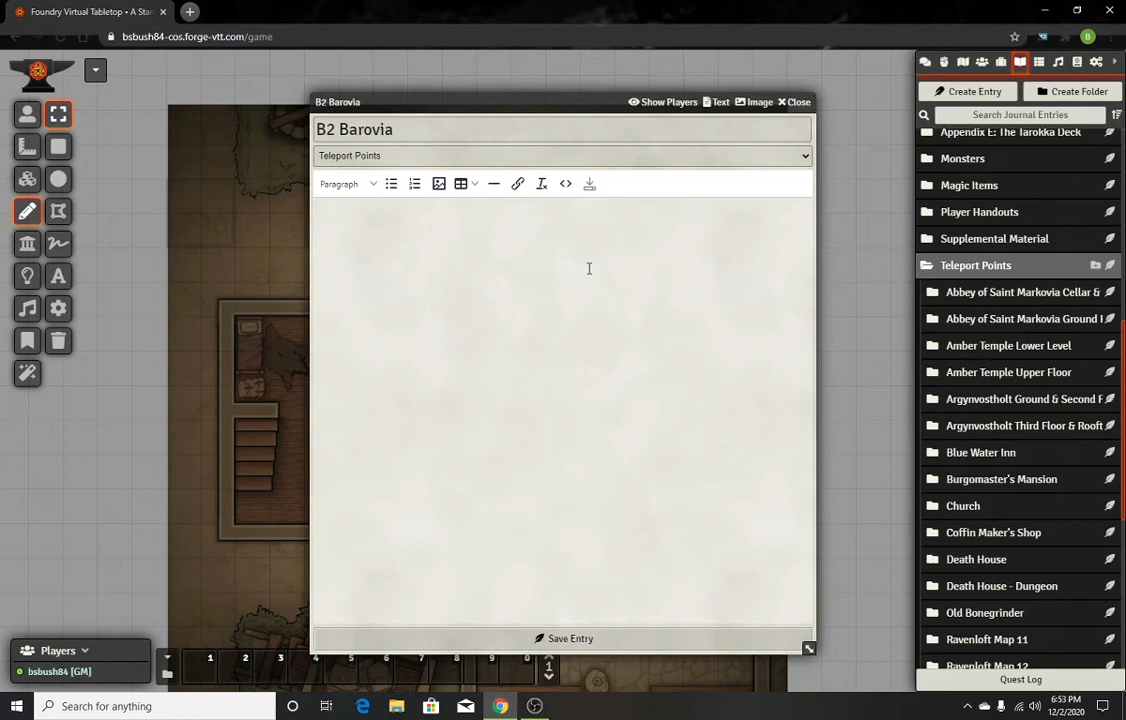 Foundry Virtual Tabletop • A Sta
bsbush84-cos.forge-vtt.com/game
B
B2 Barovia
Show Players
Text
Image
Close
B2 Barovia
Teleport Points
Paragraph
Save Entry
Create Entry
Create Folder
Search Journal Entries
Appendix E: The Tarokka Deck
Monsters
Magic Items
Player Handouts
Supplemental Material
Teleport Points
Abbey of Saint Markovia Cellar &
Abbey of Saint Markovia Ground F
Amber Temple Lower Level
Amber Temple Upper Floor
Argynvostholt Ground & Second F
Argynvostholt Third Floor & Rooft
Blue Water Inn
Burgomaster's Mansion
Church
Coffin Maker's Shop
Death House
Death House - Dungeon
Old Bonegrinder
Ravenloft Map 11
Ravenloft Map 12
Quest Log
Players
bsbush84 [GM]
1 2 3 4 5 6 7 8 9 0
1
Search for anything
6:53 PM
12/2/2020